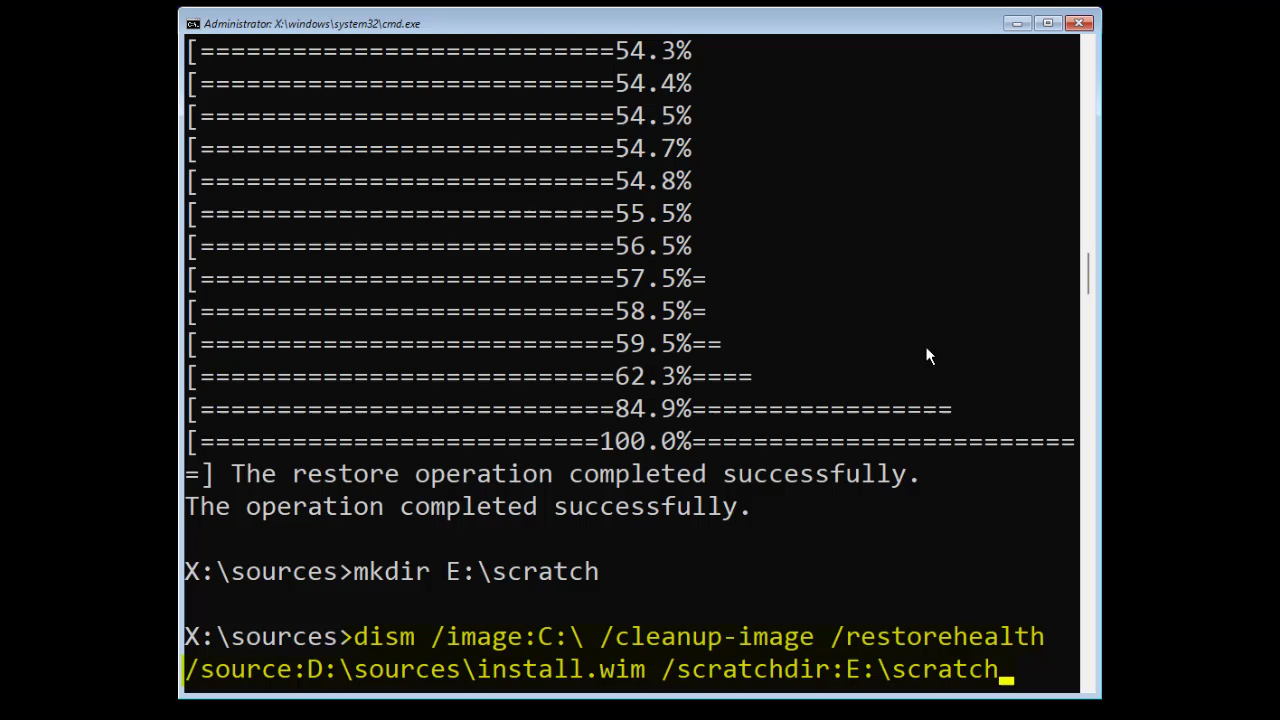 Administrator: X:\windows\system32\cmd.exe
[===========================54.3%
[===========================54.4%
[===========================54.5%
[===========================54.7%
[===========================54.8%
[===========================55.5%
[===========================56.5%
[===========================57.5%=
[===========================58.5%=
[===========================59.5%==
[===========================62.3%====
[===========================84.9%=================
[==========================100.0%=========================
=] The restore operation completed successfully.
The operation completed successfully.
X:\sources>mkdir E:\scratch
X:\sources>dism /image:C:\ /cleanup-image /restorehealth
/source:D:\sources\install.wim /scratchdir:E:\scratch